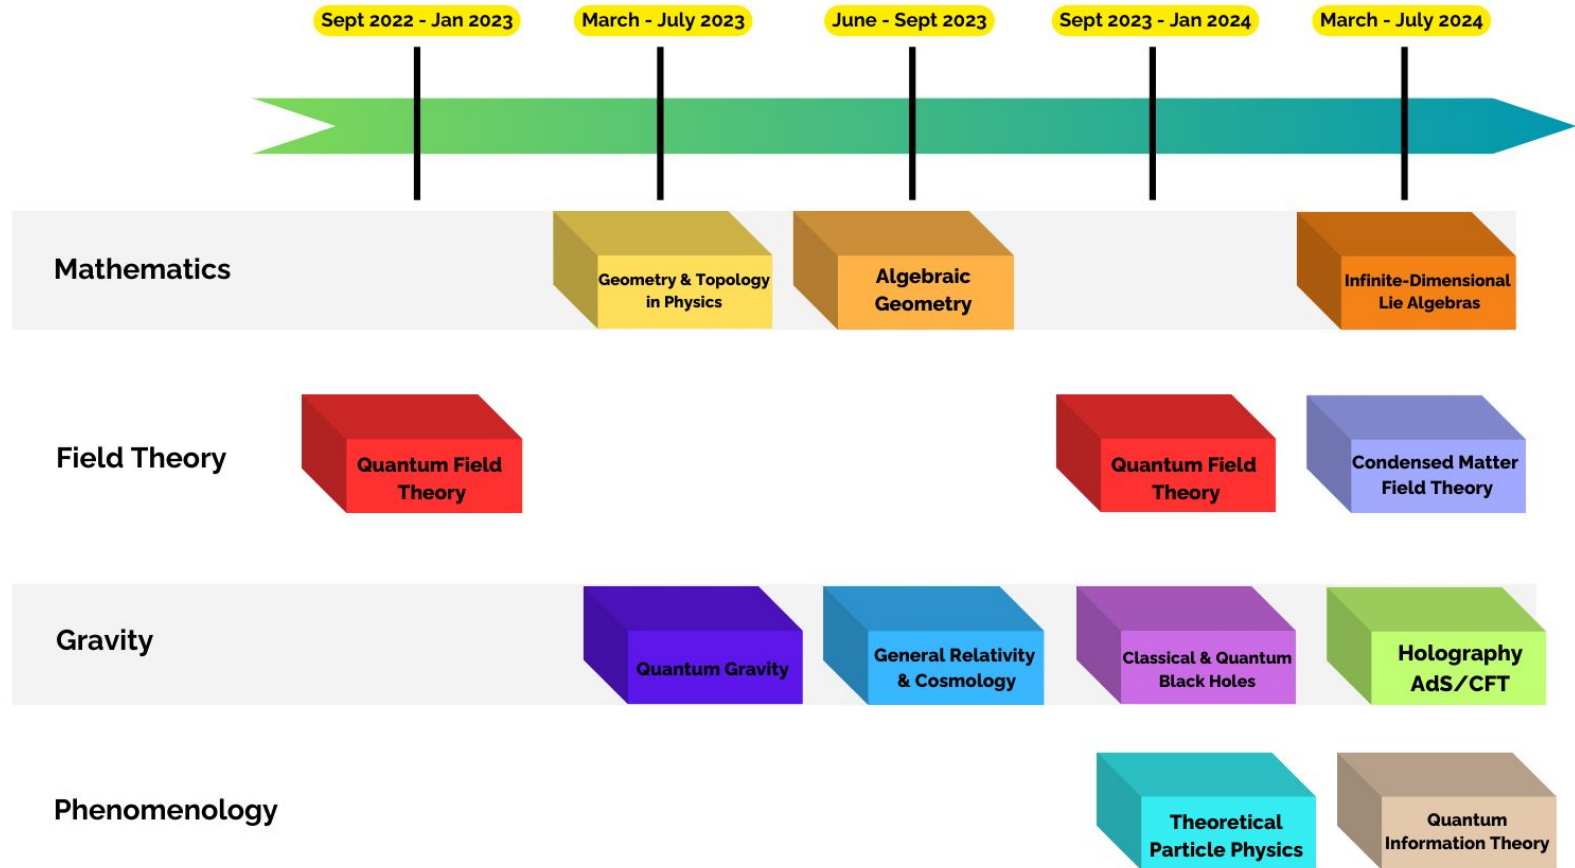 Sept 2022 - Jan 2023
March - July 2023
June - Sept 2023
Sept 2023 - Jan 2024
March - July 2024
Mathematics
Geometry & Topology
in Physics
Algebraic
Geometry
Infinite-Dimensional
Lie Algebras
Field Theory
Quantum Field
Theory
Quantum Field
Theory
Condensed Matter
Field Theory
Gravity
Quantum Gravity
General Relativity
& Cosmology
Classical & Quantum
Black Holes
Holography
AdS/CFT
Phenomenology
Theoretical
Particle Physics
Quantum
Information Theory